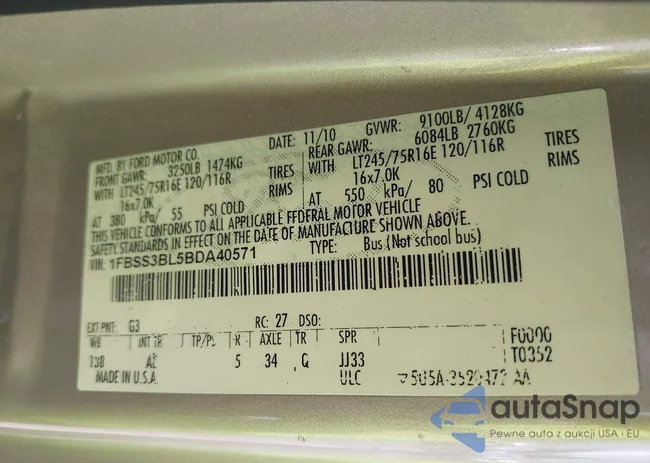 MFD. BY FORD MOTOR CO.
DATE: 11/10 GVWR: 9100LB/ 4128KG
FRONT GAWR: 3250LB 1474KG
REAR GAWR: 6084LB 2760KG
WITH LT245/75R16E 120/116R TIRES
WITH LT245/75R16E 120/116R TIRES
16x7.0K RIMS
16x7.0K RIMS
AT 380 kPa/ 55 PSI COLD
AT 550 kPa/ 80 PSI COLD
THIS VEHICLE CONFORMS TO ALL APPLICABLE FEDERAL MOTOR VEHICLE
SAFETY STANDARDS IN EFFECT ON THE DATE OF MANUFACTURE SHOWN ABOVE.
VIN: 1FBSS3BL5BDA40571
TYPE: Bus (Not school bus)
EXT PNT: G3 RC: 27 DSO:
WB INT TR TP/PS R AXLE TR SPR
138 AE 5 34 Q JJ33
F0000
T0352
MADE IN U.S.A. ULC
autaSnap
Pewne auta z aukcji USA i EU